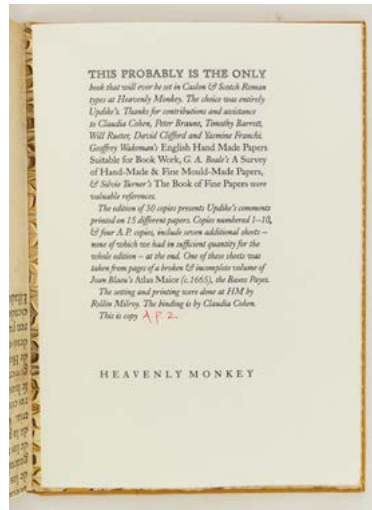 THIS PROBABLY IS THE ONLY
book that will ever be set in Caslon & Scotch Roman
types at Heavenly Monkey. The choice was entirely
Updike's. Thanks for contributions and assistance
to Claudia Cohen, Peter Braune, Timothy Barrett,
Will Rueter, David Clifford and Yasmine Franchi.
Geoffrey Wakeman's English Hand Made Papers
Suitable for Book Work, G. A. Beale's A Survey
of Hand-Made & Fine Mould-Made Papers,
& Silvie Turner's The Book of Fine Papers were
valuable references.
The edition of 50 copies presents Updike's comments
printed on 15 different papers. Copies numbered 1–10,
& four A.P. copies, include seven additional sheets –
none of which we had in sufficient quantity for the
whole edition – at the end. One of these sheets was
taken from pages of a broken & incomplete volume of
Joan Blaeu's Atlas Maior (c.1665), the Basses Payes.
The setting and printing were done at HM by
Rollin Milroy. The binding is by Claudia Cohen.
This is copy A.P. 2.
HEAVENLY MONKEY